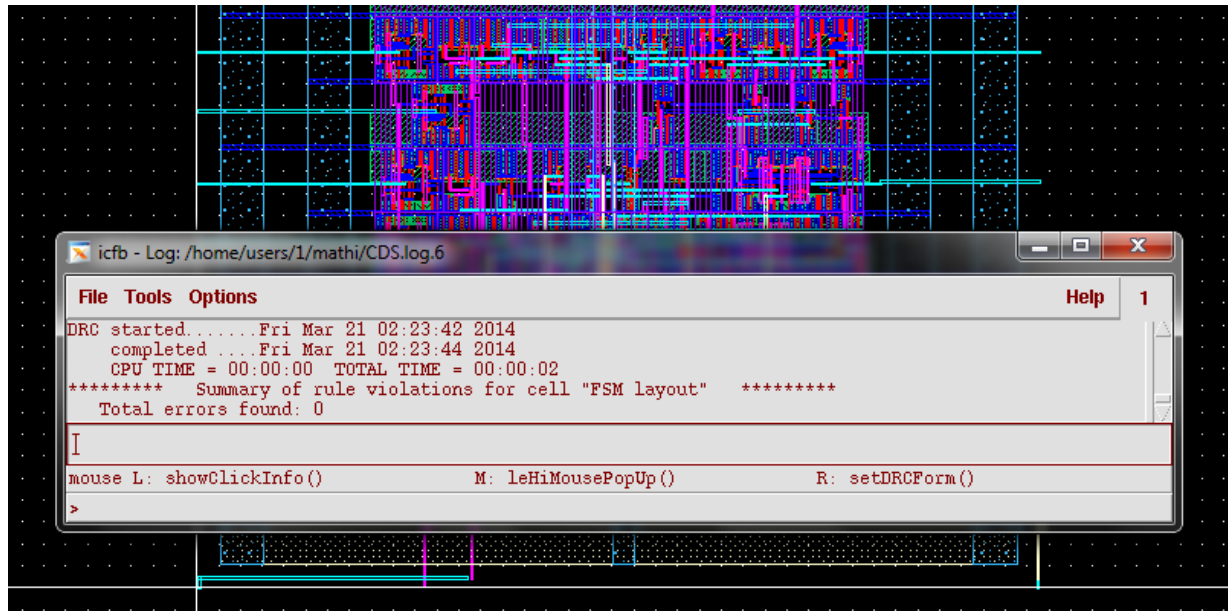 icfb - Log: /home/users/1/mathi/CDS.log.6
File Tools Options Help 1
DRC started.......Fri Mar 21 02:23:42 2014
completed ....Fri Mar 21 02:23:44 2014
CPU TIME = 00:00:00 TOTAL TIME = 00:00:02
********* Summary of rule violations for cell "FSM layout" *********
Total errors found: 0
mouse L: showClickInfo() M: leHiMousePopUp() R: setDRCForm()
>